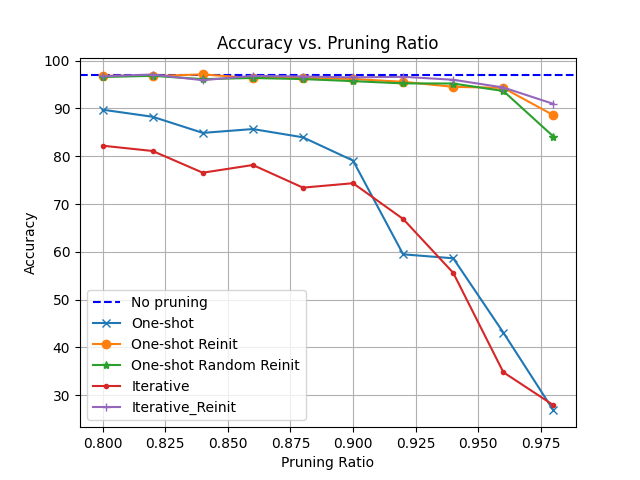 Accuracy vs. Pruning Ratio
100
90
80
70
60
50
40
30
Accuracy
No pruning
One-shot
One-shot Reinit
One-shot Random Reinit
Iterative
Iterative_Reinit
0.800 0.825 0.850 0.875 0.900 0.925 0.950 0.975
Pruning Ratio